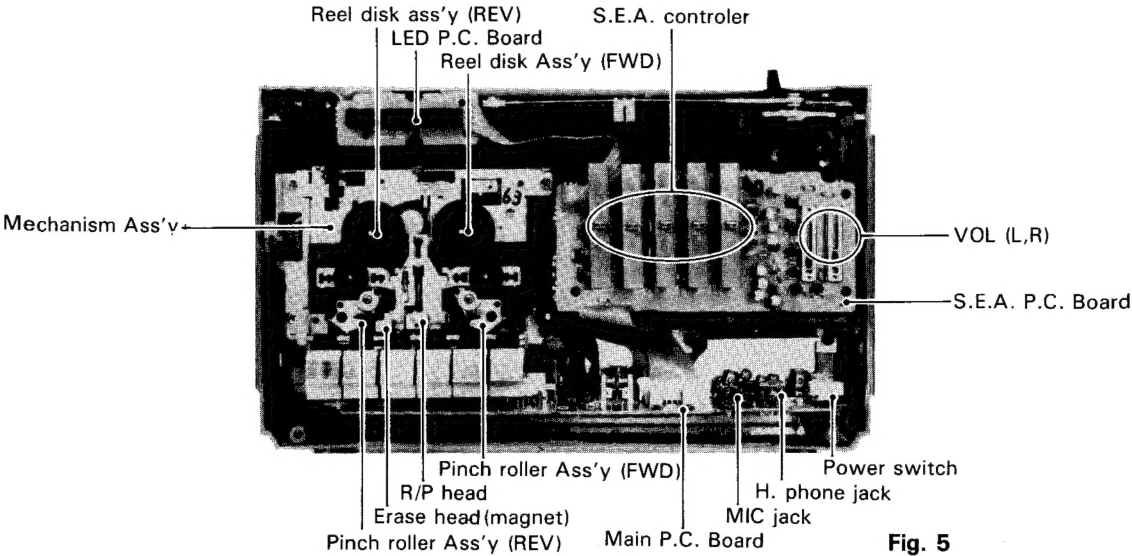 Reel disk ass'y (REV)
S.E.A. controler
LED P.C. Board
Reel disk Ass'y (FWD)
69
Mechanism Ass'y
VOL (L,R)
S.E.A. P.C. Board
Pinch roller Ass'y (FWD)
Power switch
R/P head
H. phone jack
Erase head (magnet)
MIC jack
Pinch roller Ass'y (REV)
Main P.C. Board
Fig. 5